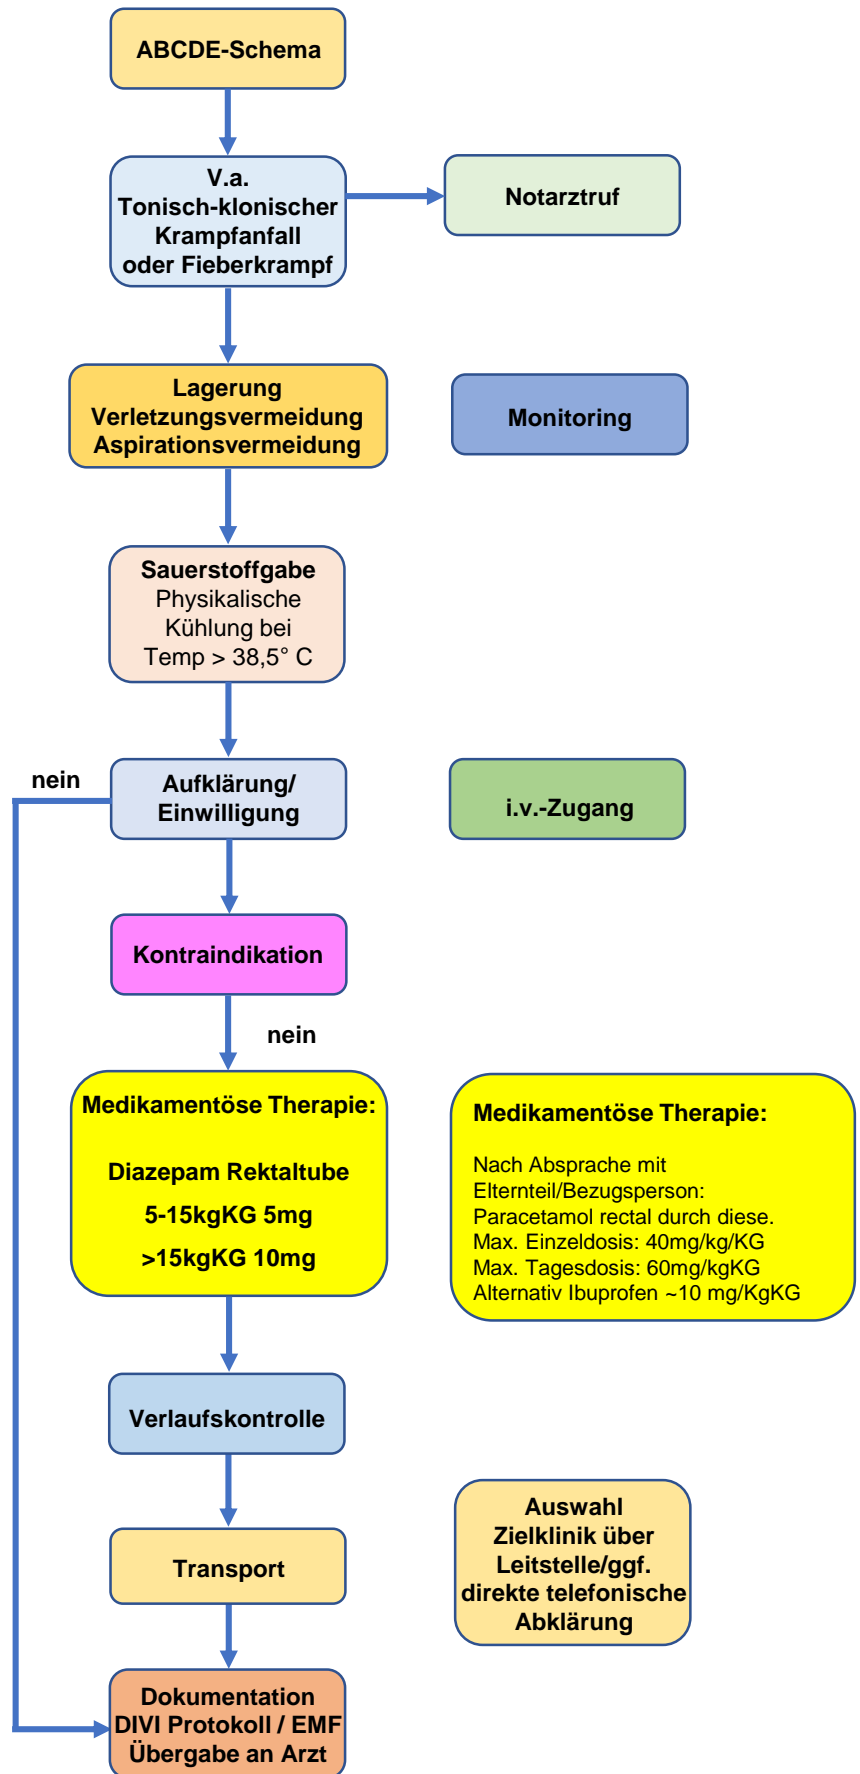 ABCDE-Schema
V.a.
Tonisch-klonischer
Krampfanfall
oder Fieberkrampf
Notarztruf
Lagerung
Verletzungsvermeidung
Aspirationsvermeidung
Monitoring
Sauerstoffgabe
Physikalische
Kühlung bei
Temp > 38,5° C
nein
Aufklärung/
Einwilligung
i.v.-Zugang
Kontraindikation
nein
Medikamentöse Therapie:
Diazepam Rektaltube
5-15kgKG 5mg
>15kgKG 10mg
Medikamentöse Therapie:
Nach Absprache mit
Elternteil/Bezugsperson:
Paracetamol rectal durch diese.
Max. Einzeldosis: 40mg/kg/KG
Max. Tagesdosis: 60mg/kgKG
Alternativ Ibuprofen ~10 mg/KgKG
Verlaufskontrolle
Transport
Auswahl
Zielklinik über
Leitstelle/ggf.
direkte telefonische
Abklärung
Dokumentation
DIVI Protokoll / EMF
Übergabe an Arzt